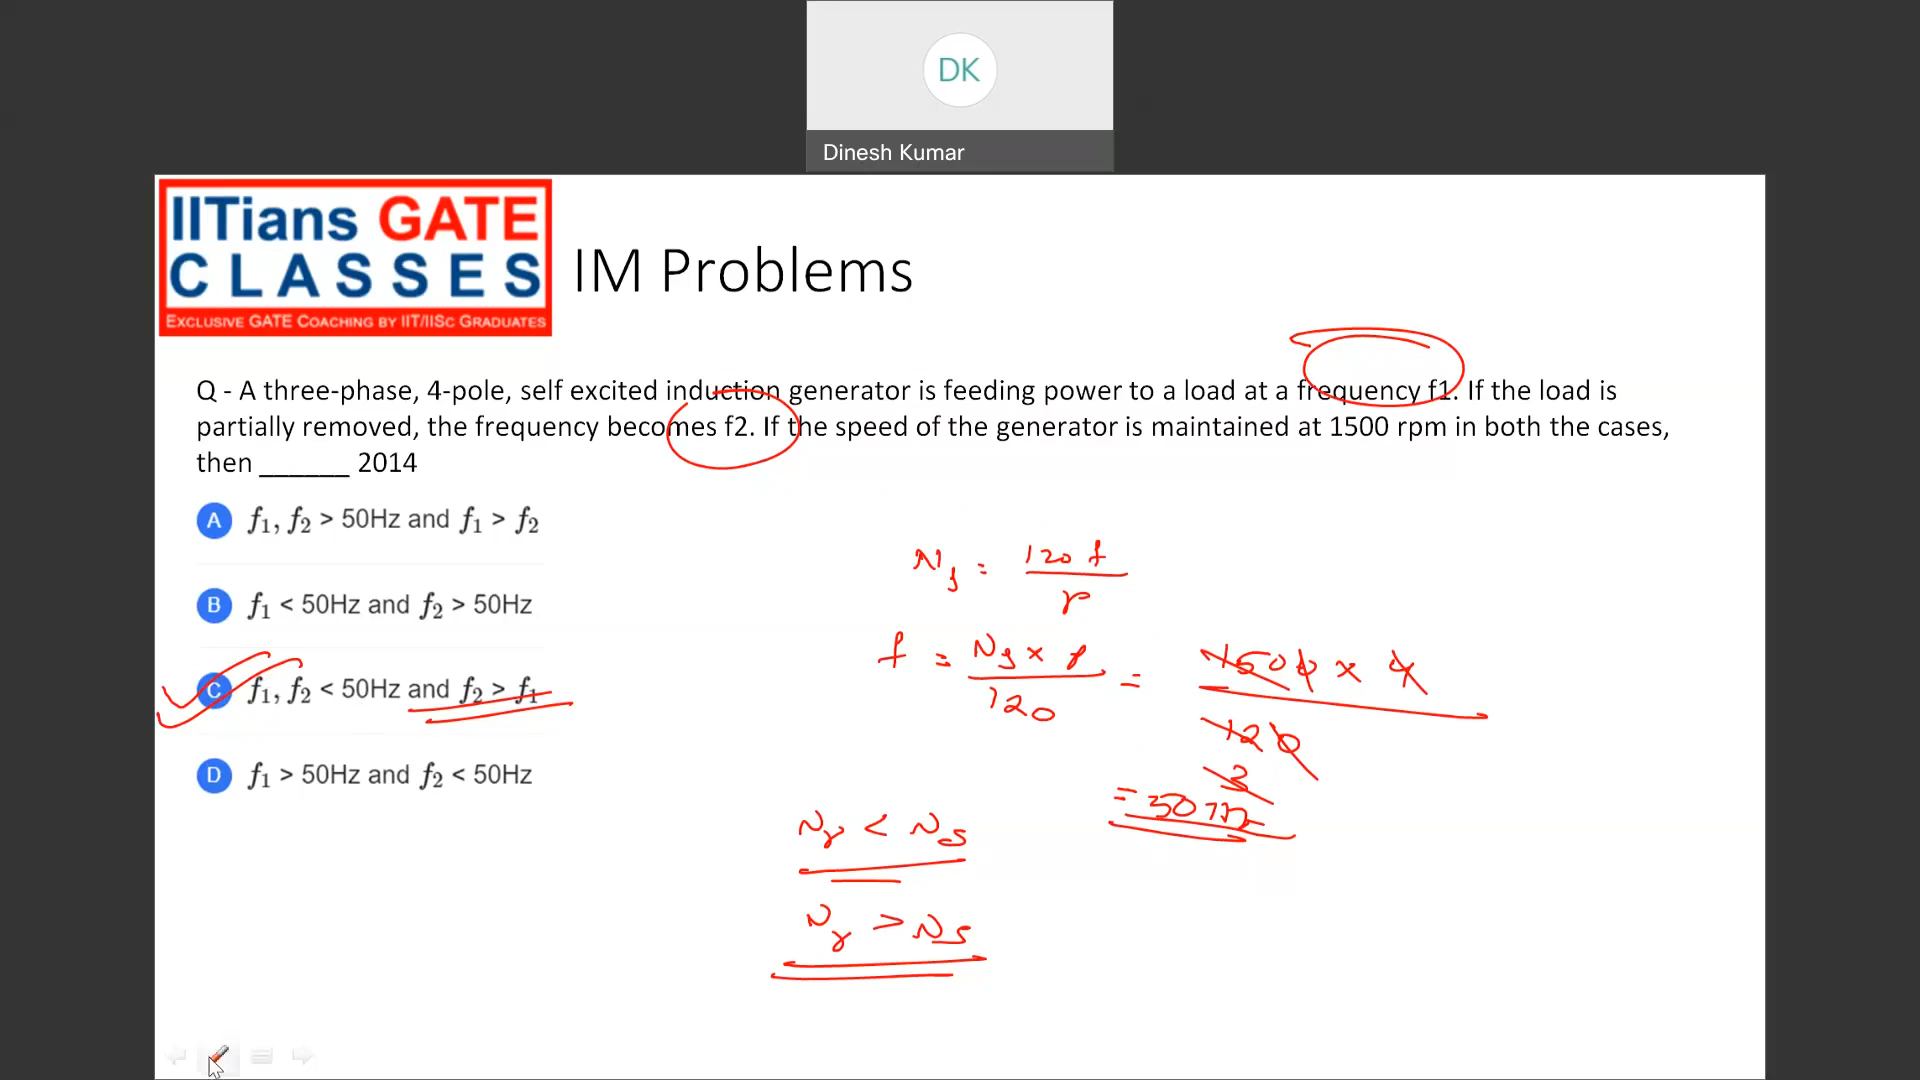 DK
Dinesh Kumar
IITians GATE
CLASSES
EXCLUSIVE GATE COACHING BY IIT/IISC GRADUATES
IM Problems
Q - A three-phase, 4-pole, self excited induction generator is feeding power to a load at a frequency f1. If the load is
partially removed, the frequency becomes f2. If the speed of the generator is maintained at 1500 rpm in both the cases,
then ______ 2014
A f₁, f₂ > 50Hz and f₁ > f₂
B f₁ < 50Hz and f₂ > 50Hz
C f₁, f₂ < 50Hz and f₂ > f₁
D f₁ > 50Hz and f₂ < 50Hz
Ns = 120 f / P
f = Ns × P / 120 = 1500 × 4 / 120
3
= 50 Hz
Nr < Ns
Nr > Ns